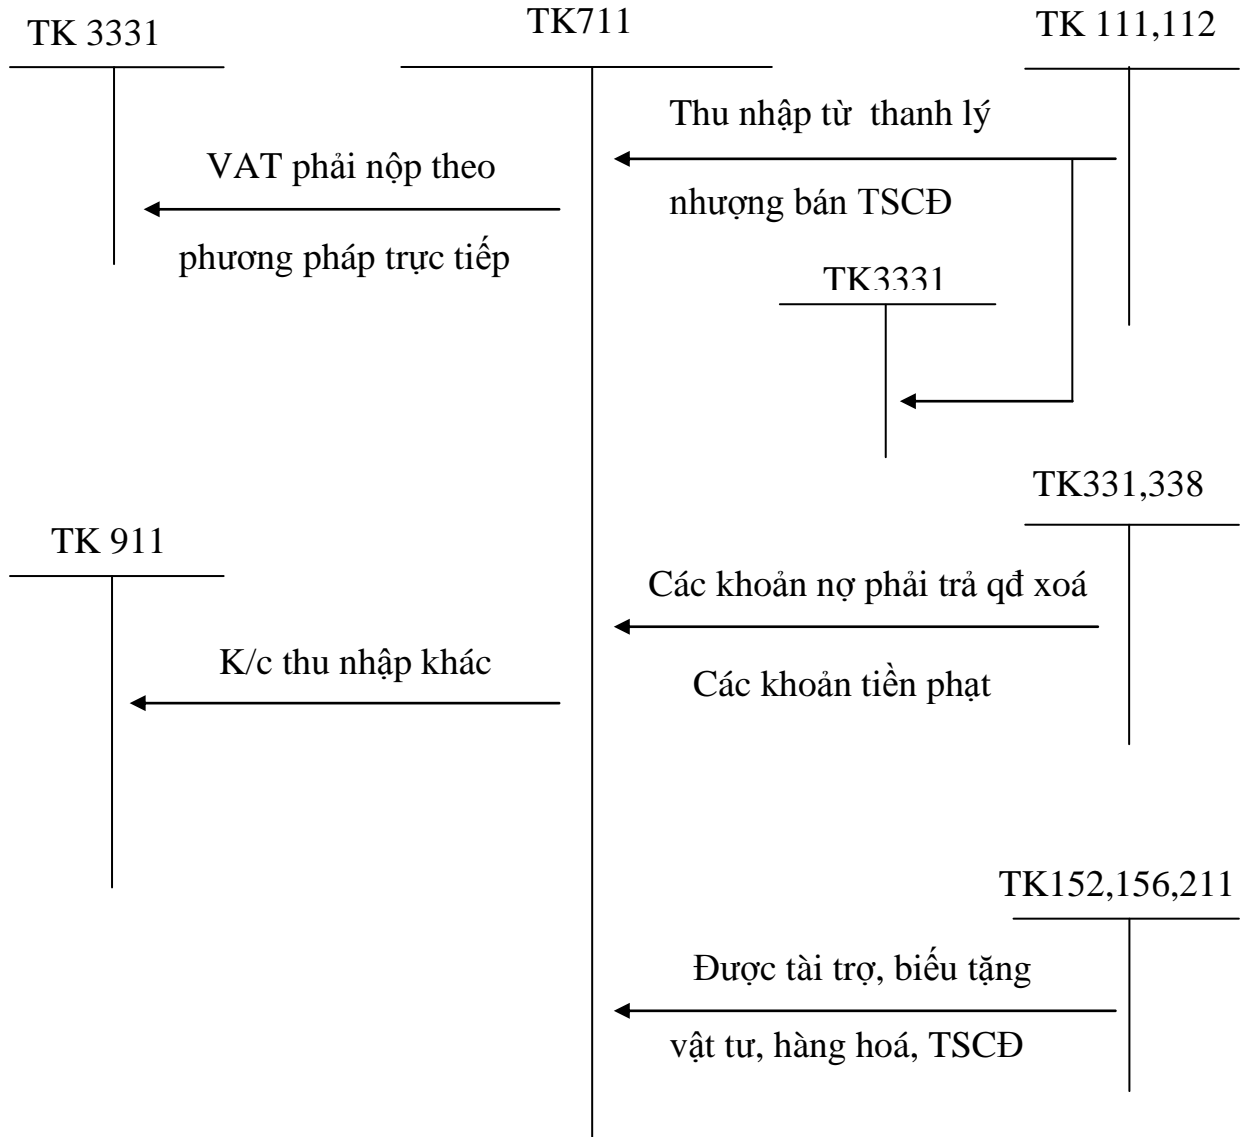 TK 3331
TK711
TK 111,112
Thu nhập từ thanh lý
nhượng bán TSCĐ
VAT phải nộp theo
phương pháp trực tiếp
TK3331
TK331,338
TK 911
Các khoản nợ phải trả qđ xoá
Các khoản tiền phạt
K/c thu nhập khác
TK152,156,211
Được tài trợ, biếu tặng
vật tư, hàng hoá, TSCĐ